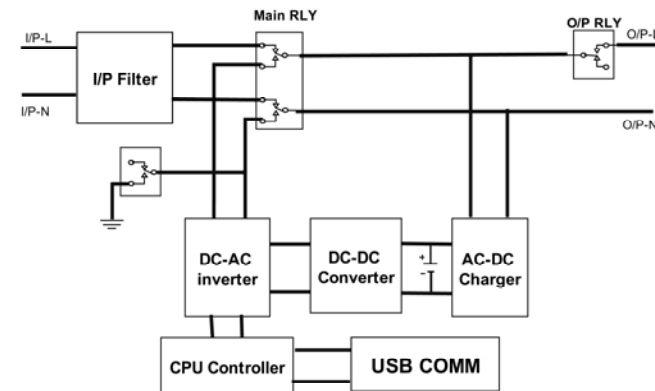 Main RLY
O/P RLY
I/P-L
O/P-L
I/P Filter
I/P-N
O/P-N
DC-AC
inverter
DC-DC
Converter
+
-
AC-DC
Charger
CPU Controller
USB COMM